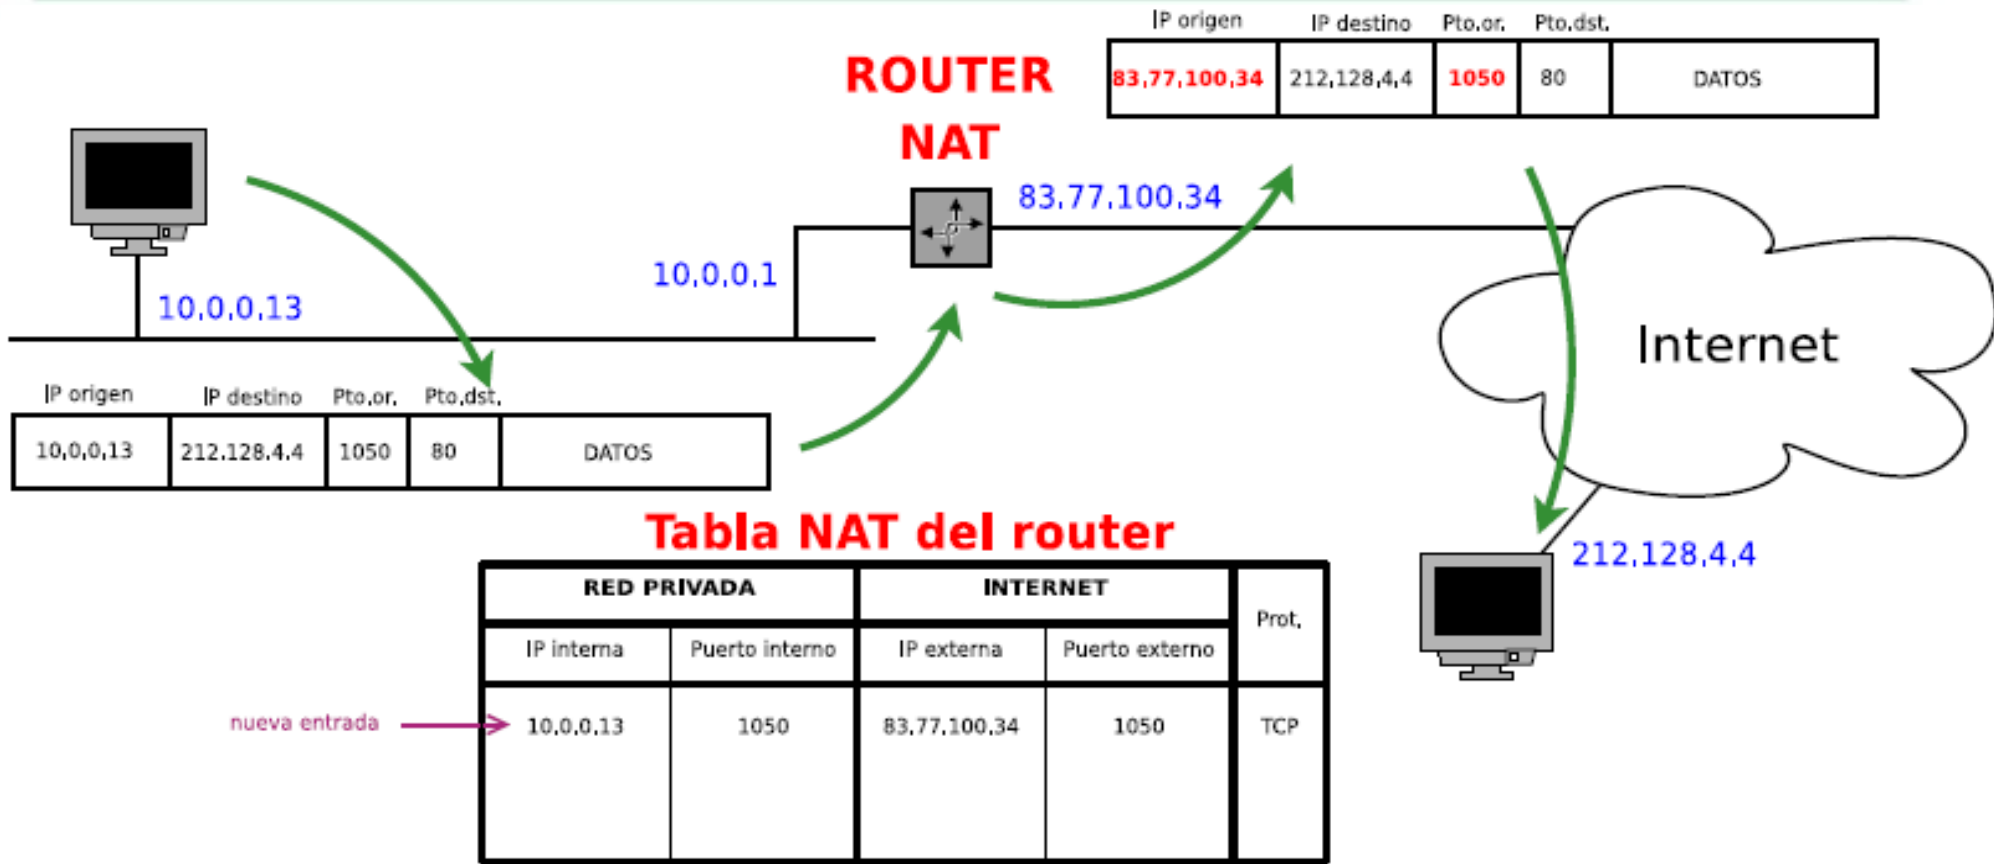 IP origen IP destino Pto.or. Pto.dst.
83.77.100.34 212.128.4.4 1050 80 DATOS
ROUTER
NAT
83.77.100.34
10.0.0.1
10.0.0.13
Internet
IP origen IP destino Pto.or. Pto.dst.
10.0.0.13 212.128.4.4 1050 80 DATOS
212.128.4.4
Tabla NAT del router
RED PRIVADA INTERNET Prot.
IP interna Puerto interno IP externa Puerto externo
nueva entrada 10.0.0.13 1050 83.77.100.34 1050 TCP